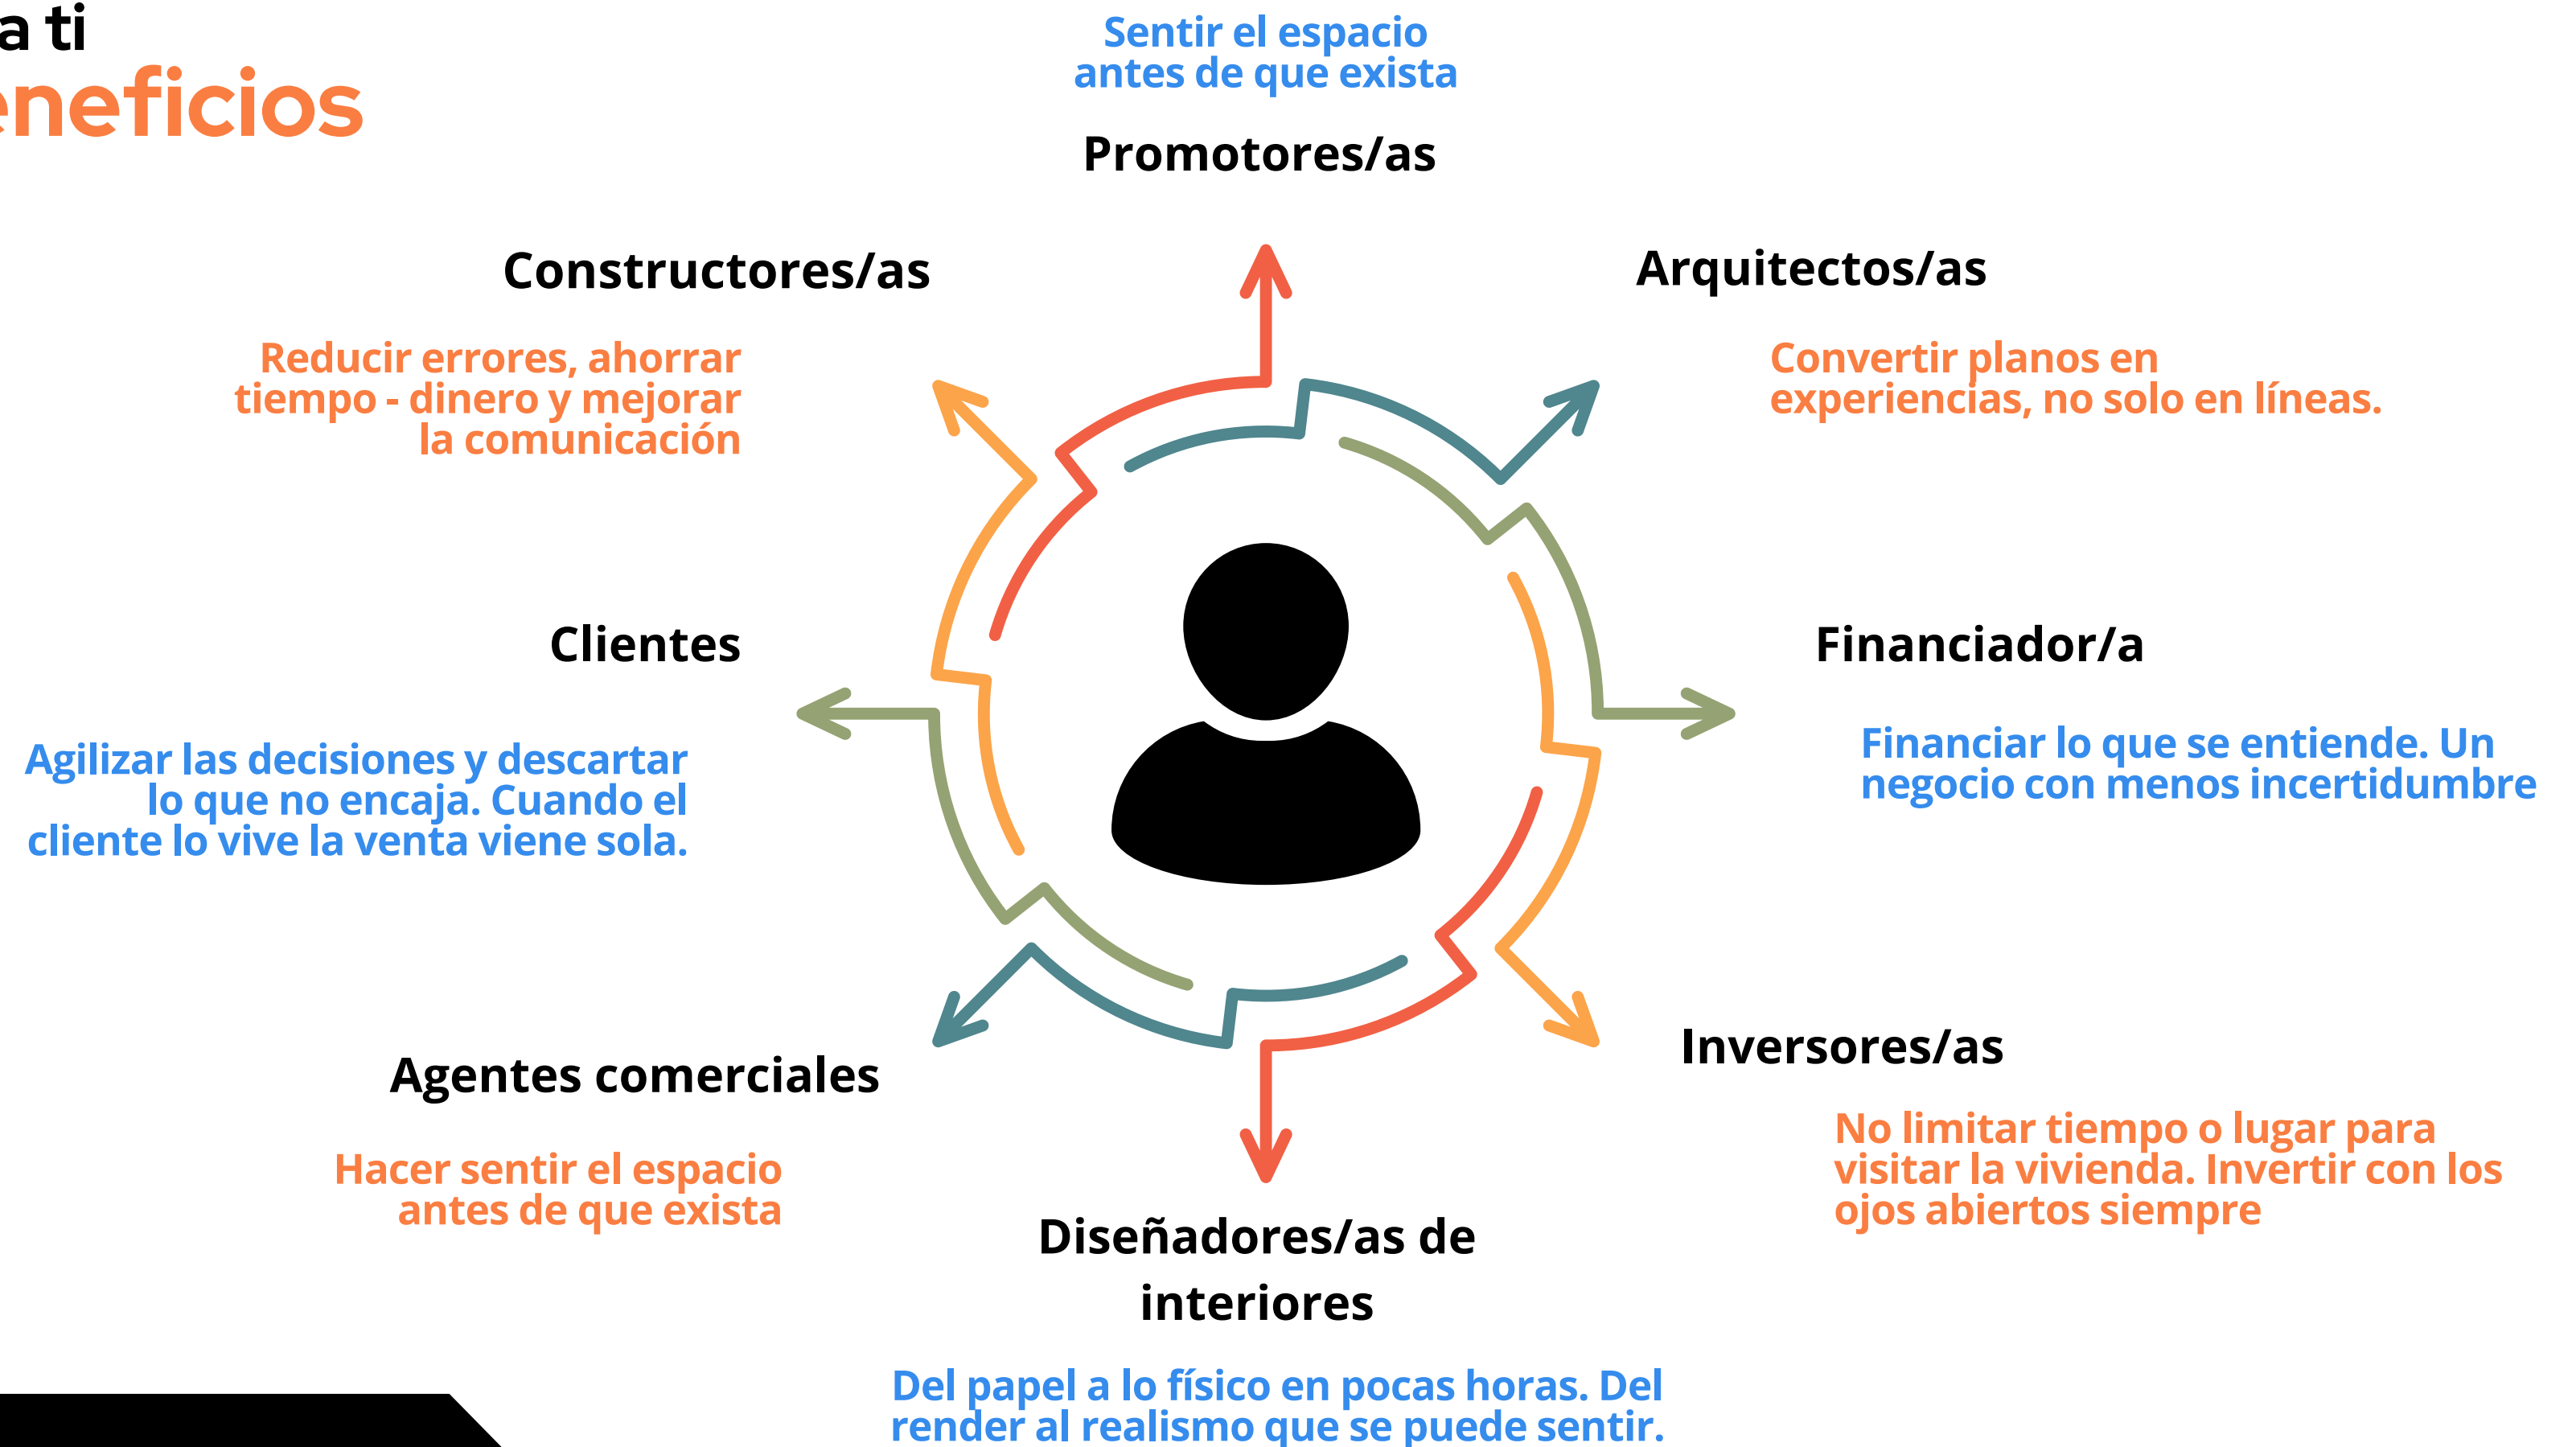 a ti
eneficios
Sentir el espacio
antes de que exista
Promotores/as
Constructores/as
Reducir errores, ahorrar
tiempo - dinero y mejorar
la comunicación
Arquitectos/as
Convertir planos en
experiencias, no solo en líneas.
Clientes
Agilizar las decisiones y descartar
lo que no encaja. Cuando el
cliente lo vive la venta viene sola.
Financiador/a
Financiar lo que se entiende. Un
negocio con menos incertidumbre
Agentes comerciales
Hacer sentir el espacio
antes de que exista
Inversores/as
No limitar tiempo o lugar para
visitar la vivienda. Invertir con los
ojos abiertos siempre
Diseñadores/as de
interiores
Del papel a lo físico en pocas horas. Del
render al realismo que se puede sentir.